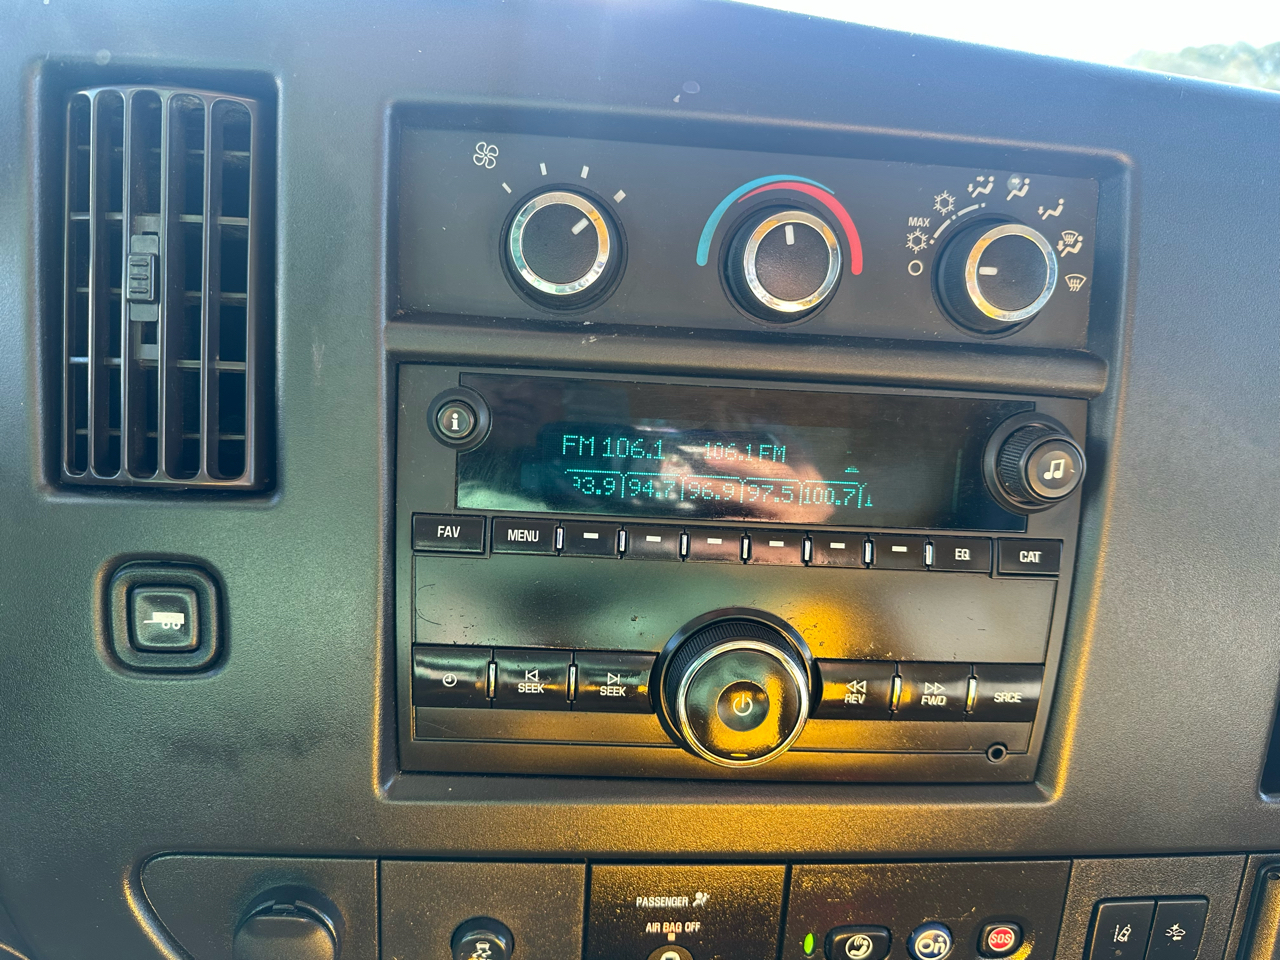 MAX
i
FM 106.1 106.1 FM
93.9 94.7 96.9 97.5 100.7
FAV MENU EQ CAT
SEEK SEEK REV FWD SRCE
PASSENGER
AIR BAG OFF
On SOS